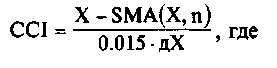 CCI = X – SMA(X, n) / 0.015 · дX, где